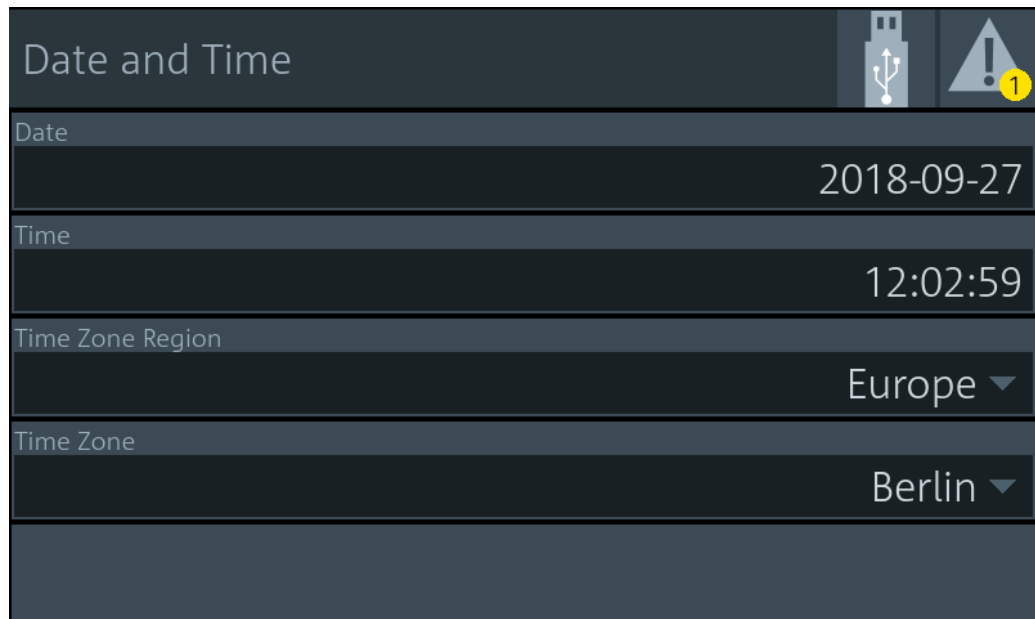 Date and Time
1
Date
2018-09-27
Time
12:02:59
Time Zone Region
Europe
Time Zone
Berlin